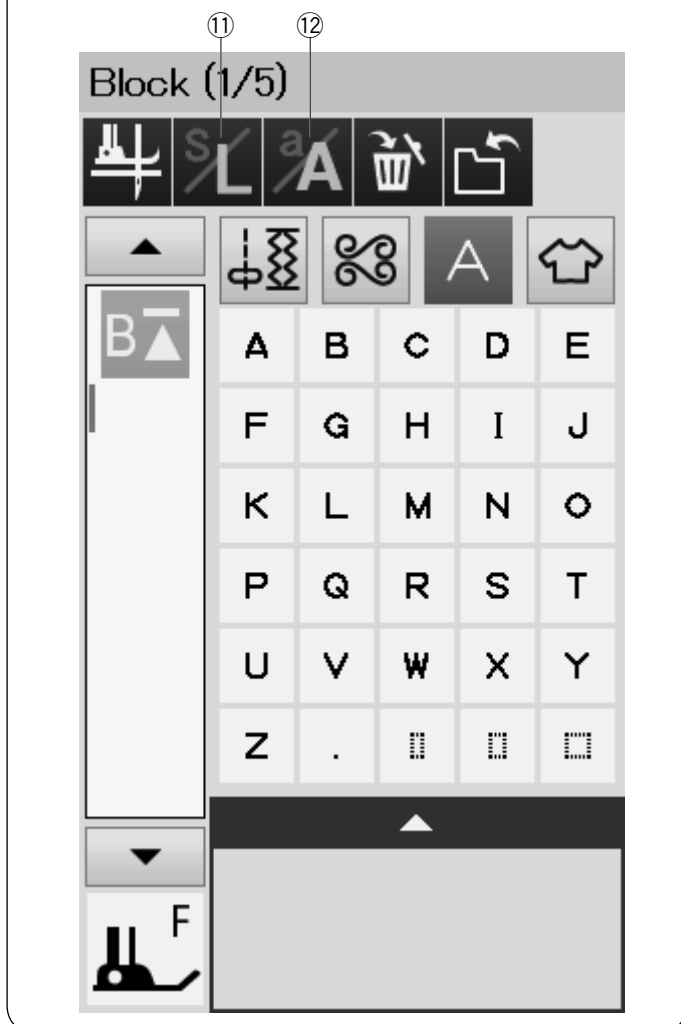 ⑪ ⑫
Block (1/5)
S/L a/A
A
B
A B C D E
F G H I J
K L M N O
P Q R S T
U V W X Y
Z .
F